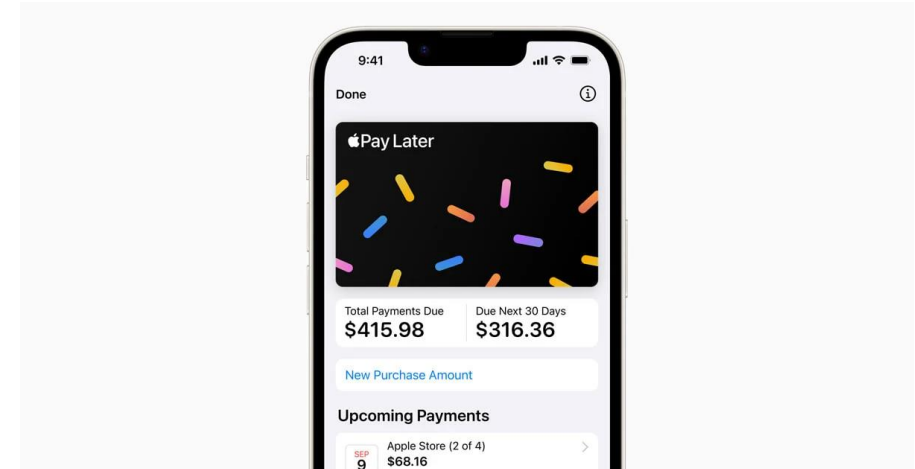 9:41
Done
Pay Later
Total Payments Due
$415.98
Due Next 30 Days
$316.36
New Purchase Amount
Upcoming Payments
SEP
9
Apple Store (2 of 4)
$68.16